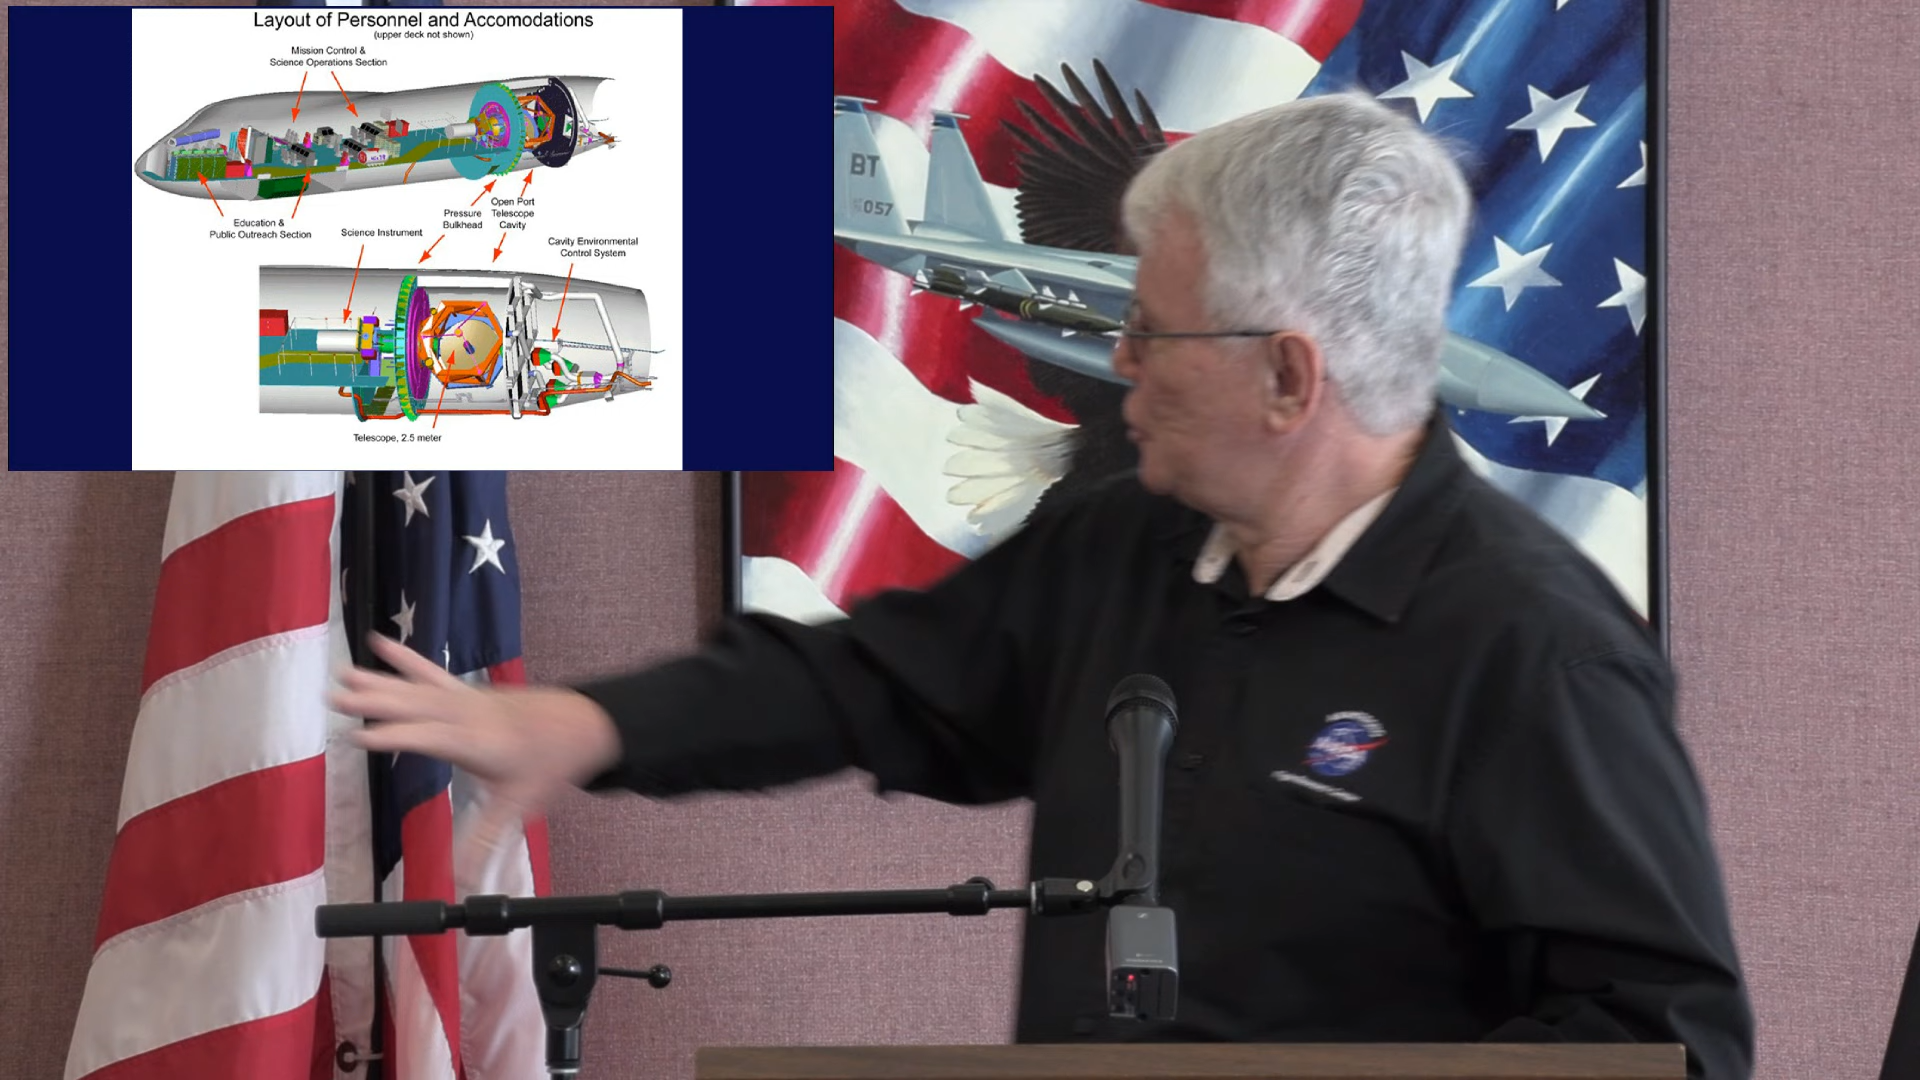 Layout of Personnel and Accomodations
(upper deck not shown)
Mission Control &
Science Operations Section
Education &
Public Outreach Section
Science Instrument
Pressure
Bulkhead
Open Port
Telescope
Cavity
Cavity Environmental
Control System
Telescope, 2.5 meter
BT
057